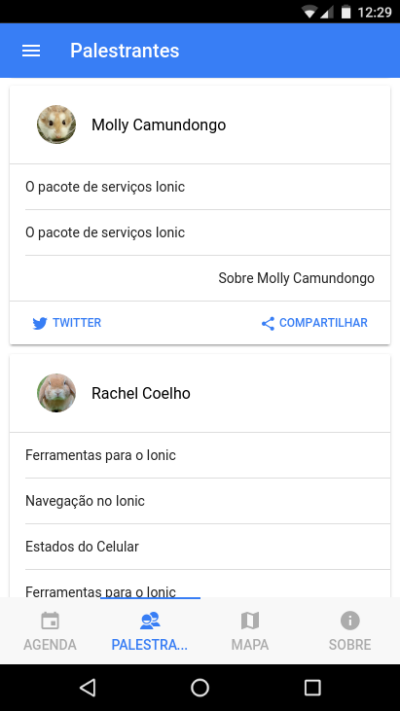 12:29
Palestrantes
Molly Camundongo
O pacote de serviços Ionic
O pacote de serviços Ionic
Sobre Molly Camundongo
TWITTER COMPARTILHAR
Rachel Coelho
Ferramentas para o Ionic
Navegação no Ionic
Estados do Celular
Ferramentas para o Ionic
AGENDA PALESTRA... MAPA SOBRE